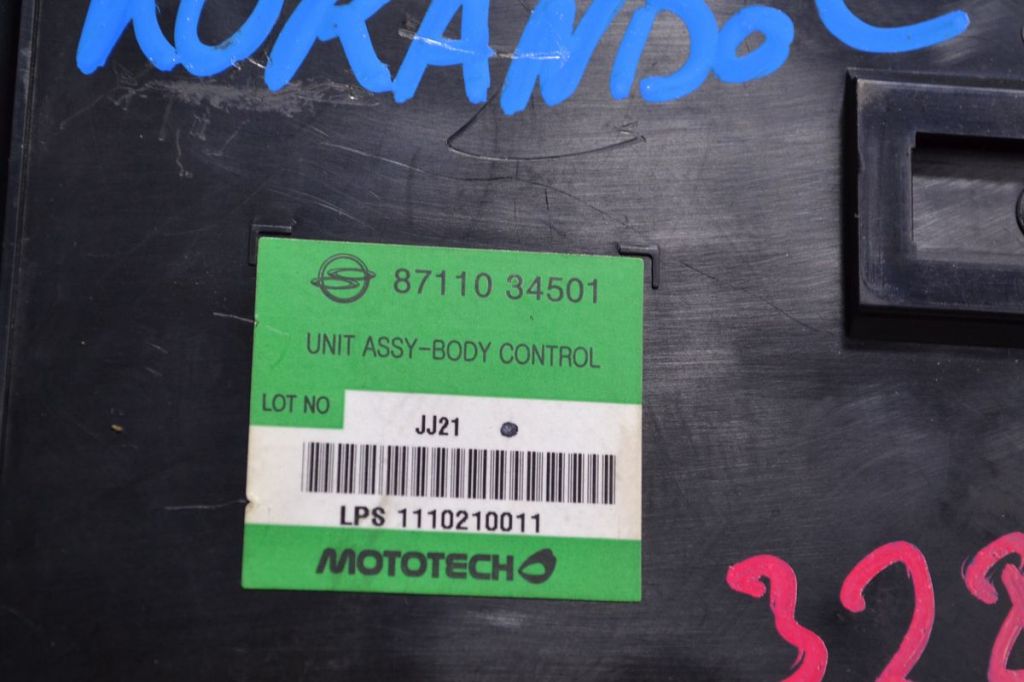 KORANDO C
87110 34501
UNIT ASSY-BODY CONTROL
LOT NO
JJ21
LPS 1110210011
MOTOTECH